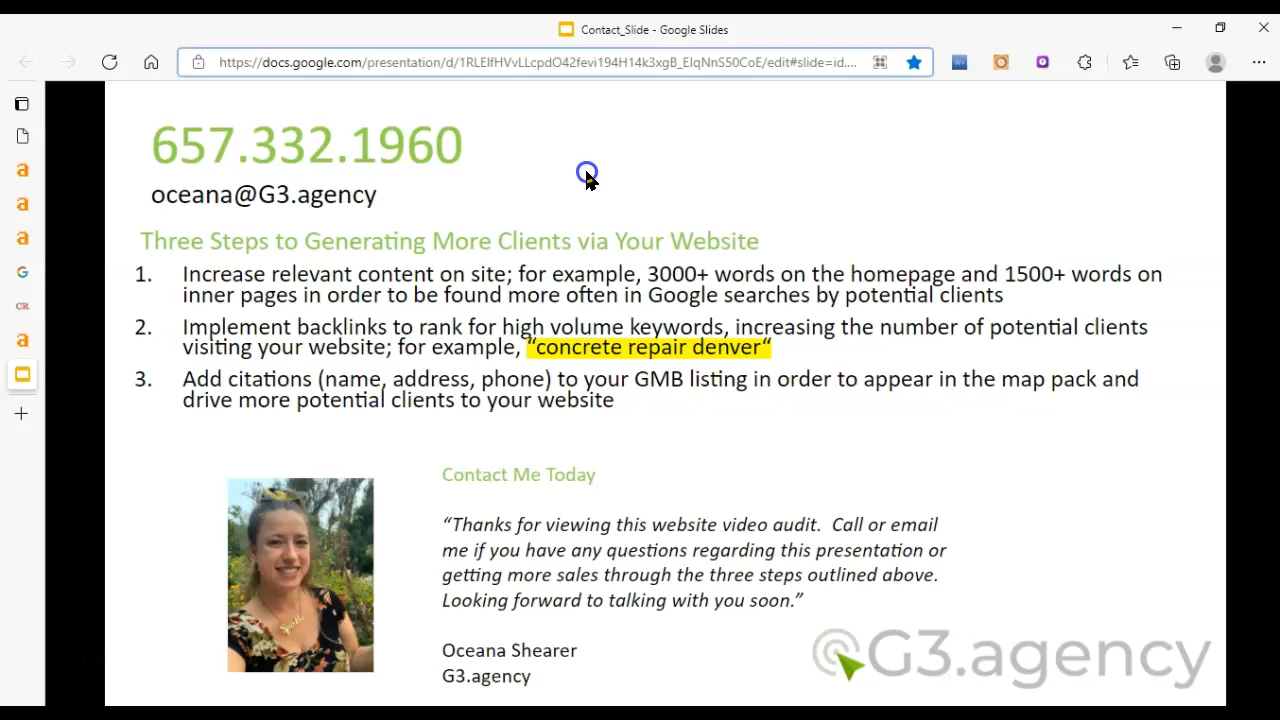 Contact_Slide - Google Slides
https://docs.google.com/presentation/d/1RLElfHVvLLcpdO42fevi194H14k3xgB_EIqNnS50CoE/edit#slide=id....
657.332.1960
oceana@G3.agency
Three Steps to Generating More Clients via Your Website
1. Increase relevant content on site; for example, 3000+ words on the homepage and 1500+ words on
inner pages in order to be found more often in Google searches by potential clients
2. Implement backlinks to rank for high volume keywords, increasing the number of potential clients
visiting your website; for example, “concrete repair denver“
3. Add citations (name, address, phone) to your GMB listing in order to appear in the map pack and
drive more potential clients to your website
Contact Me Today
“Thanks for viewing this website video audit. Call or email
me if you have any questions regarding this presentation or
getting more sales through the three steps outlined above.
Looking forward to talking with you soon.”
Oceana Shearer
G3.agency
G3.agency